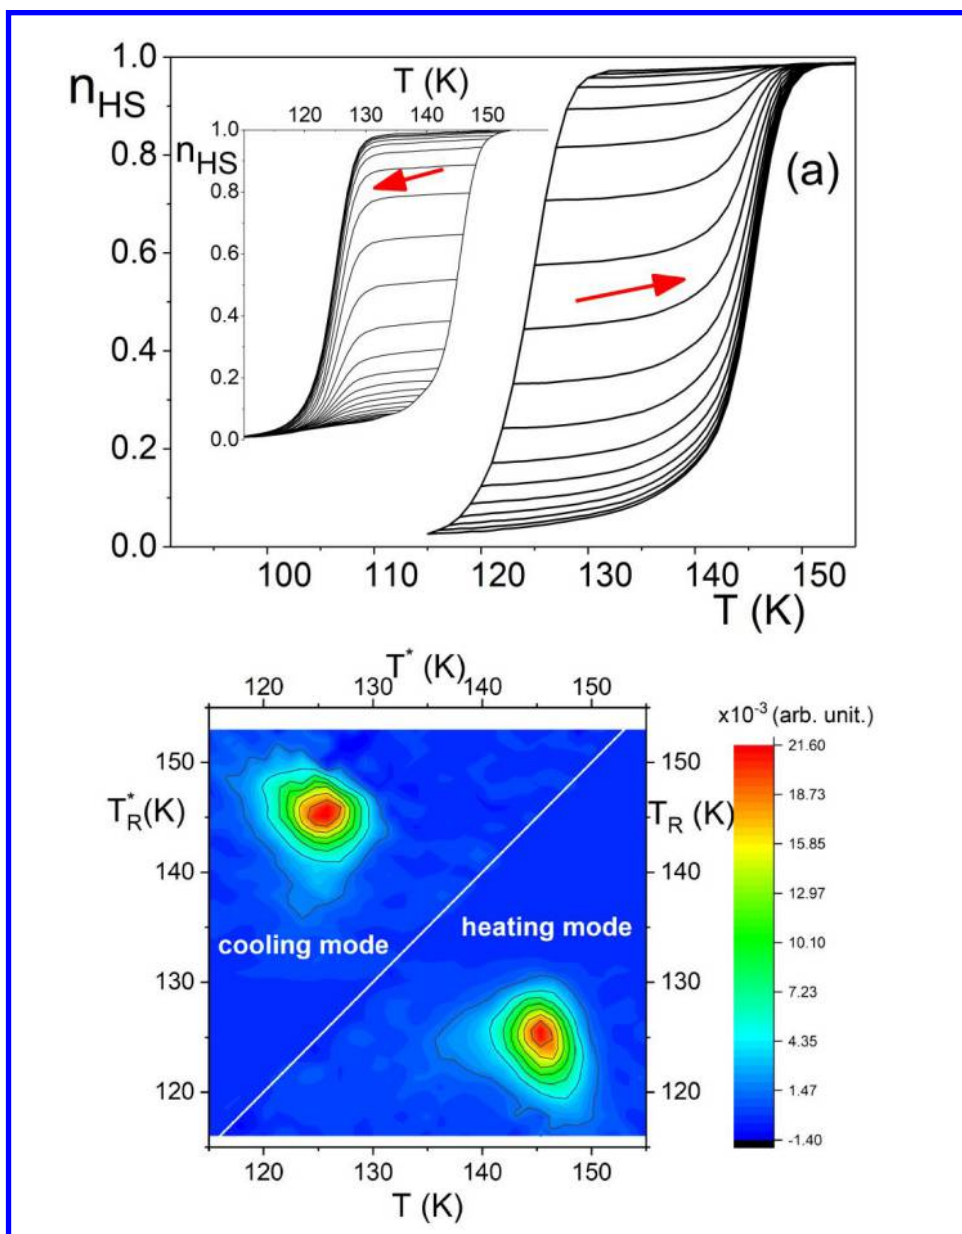 n_HS
1.0
0.8
0.6
0.4
0.2
0.0
T (K)
120 130 140 150
n_HS
1.0
0.8
0.6
0.4
0.2
0.0
(a)
100 110 120 130 140 150
T (K)
T* (K)
120 130 140 150
150
T*_R(K)
140
130
120
cooling mode
heating mode
150
T_R (K)
140
130
120
120 130 140 150
T (K)
x10^-3 (arb. unit.)
21.60
18.73
15.85
12.97
10.10
7.23
4.35
1.47
-1.40